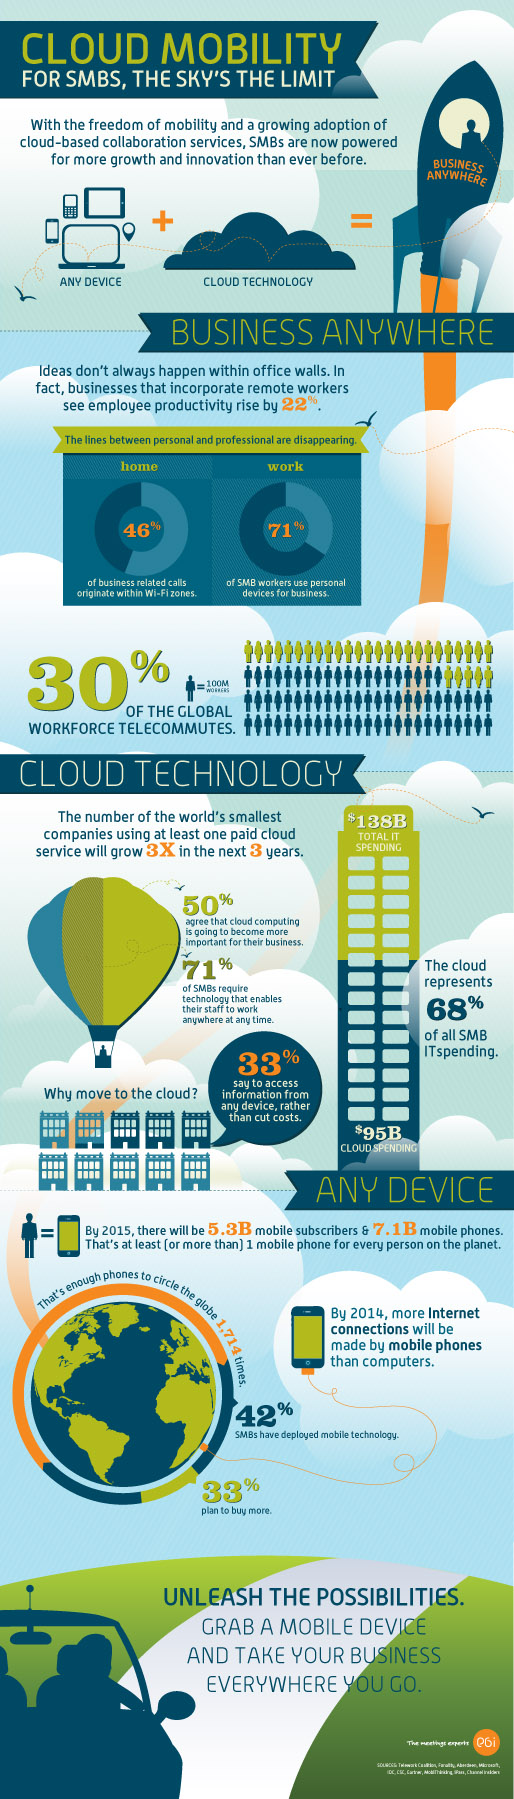 CLOUD MOBILITY
FOR SMBS, THE SKY'S THE LIMIT
With the freedom of mobility and a growing adoption of
cloud-based collaboration services, SMBs are now powered
for more growth and innovation than ever before.
BUSINESS
ANYWHERE
+
=
ANY DEVICE
CLOUD TECHNOLOGY
BUSINESS ANYWHERE
Ideas don't always happen within office walls. In
fact, businesses that incorporate remote workers
see employee productivity rise by 22%.
The lines between personal and professional are disappearing.
home
work
46%
71%
of business related calls
originate within Wi-Fi zones.
of SMB workers use personal
devices for business.
30%
=100M
WORKERS
OF THE GLOBAL
WORKFORCE TELECOMMUTES.
CLOUD TECHNOLOGY
The number of the world's smallest
companies using at least one paid cloud
service will grow 3X in the next 3 years.
$138B
TOTAL IT
SPENDING
50%
agree that cloud computing
is going to become more
important for their business.
71%
of SMBs require
technology that enables
their staff to work
anywhere at any time.
The cloud
represents
68%
of all SMB
ITspending.
33%
say to access
information from
any device, rather
than cut costs.
Why move to the cloud?
$95B
CLOUD SPENDING
ANY DEVICE
=
By 2015, there will be 5.3B mobile subscribers & 7.1B mobile phones.
That's at least (or more than) 1 mobile phone for every person on the planet.
That's enough phones to circle the globe 1,714 times.
By 2014, more Internet
connections will be
made by mobile phones
than computers.
42%
SMBs have deployed mobile technology.
33%
plan to buy more.
UNLEASH THE POSSIBILITIES.
GRAB A MOBILE DEVICE
AND TAKE YOUR BUSINESS
EVERYWHERE YOU GO.
The meetings experts
PGi
SOURCES: Telework Coalition, Forality, Aberdeen, Microsoft,
IDC, CSC, Gartner, MobiThinking, iPass, Channel Insiders